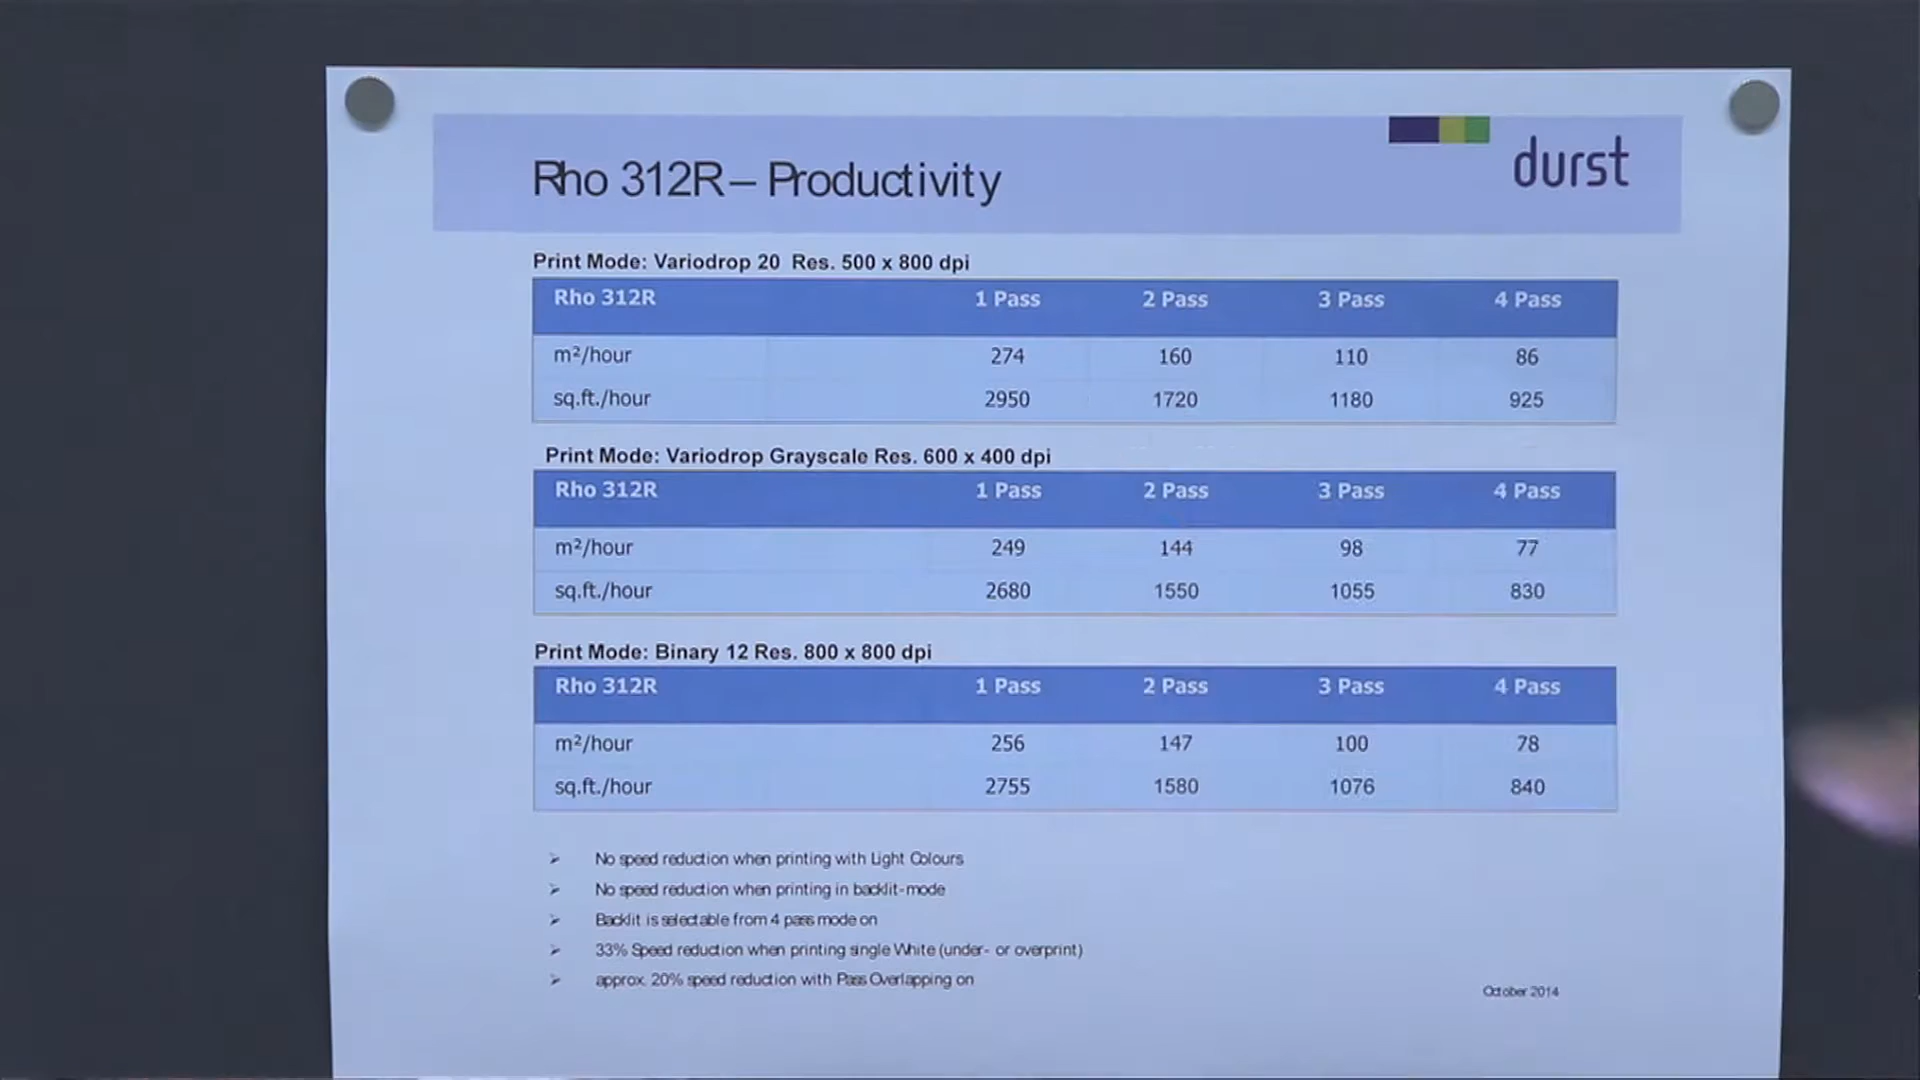 durst
Rho 312R – Productivity
Print Mode: Variodrop 20 Res. 500 x 800 dpi
Rho 312R 1 Pass 2 Pass 3 Pass 4 Pass
m²/hour 274 160 110 86
sq.ft./hour 2950 1720 1180 925
Print Mode: Variodrop Grayscale Res. 600 x 400 dpi
Rho 312R 1 Pass 2 Pass 3 Pass 4 Pass
m²/hour 249 144 98 77
sq.ft./hour 2680 1550 1055 830
Print Mode: Binary 12 Res. 800 x 800 dpi
Rho 312R 1 Pass 2 Pass 3 Pass 4 Pass
m²/hour 256 147 100 78
sq.ft./hour 2755 1580 1076 840
➢ No speed reduction when printing with Light Colours
➢ No speed reduction when printing in backlit-mode
➢ Backlit is selectable from 4 pass mode on
➢ 33% Speed reduction when printing single White (under- or overprint)
➢ approx. 20% speed reduction with Pass Overlapping on
October 2014